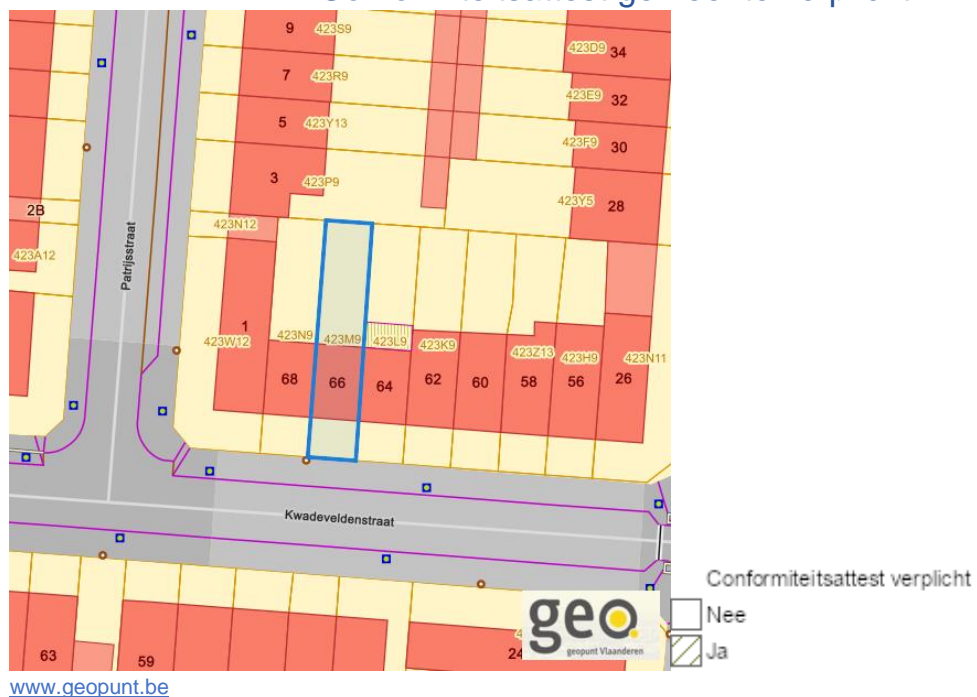 9 423S9
423D9 34
7 423R9
423E9 32
5 423Y13
423F9 30
3 423P9
423Y5 28
2B
423N12
423A12
Patrijsstraat
1
423W12
423N9 423M9 423L9 423K9
423Z13 423H9 423N11
68 66 64 62 60 58 56 26
Kwadeveldenstraat
Conformiteitsattest verplicht
geo
geopunt Vlaanderen
Nee
Ja
63 59 24
www.geopunt.be